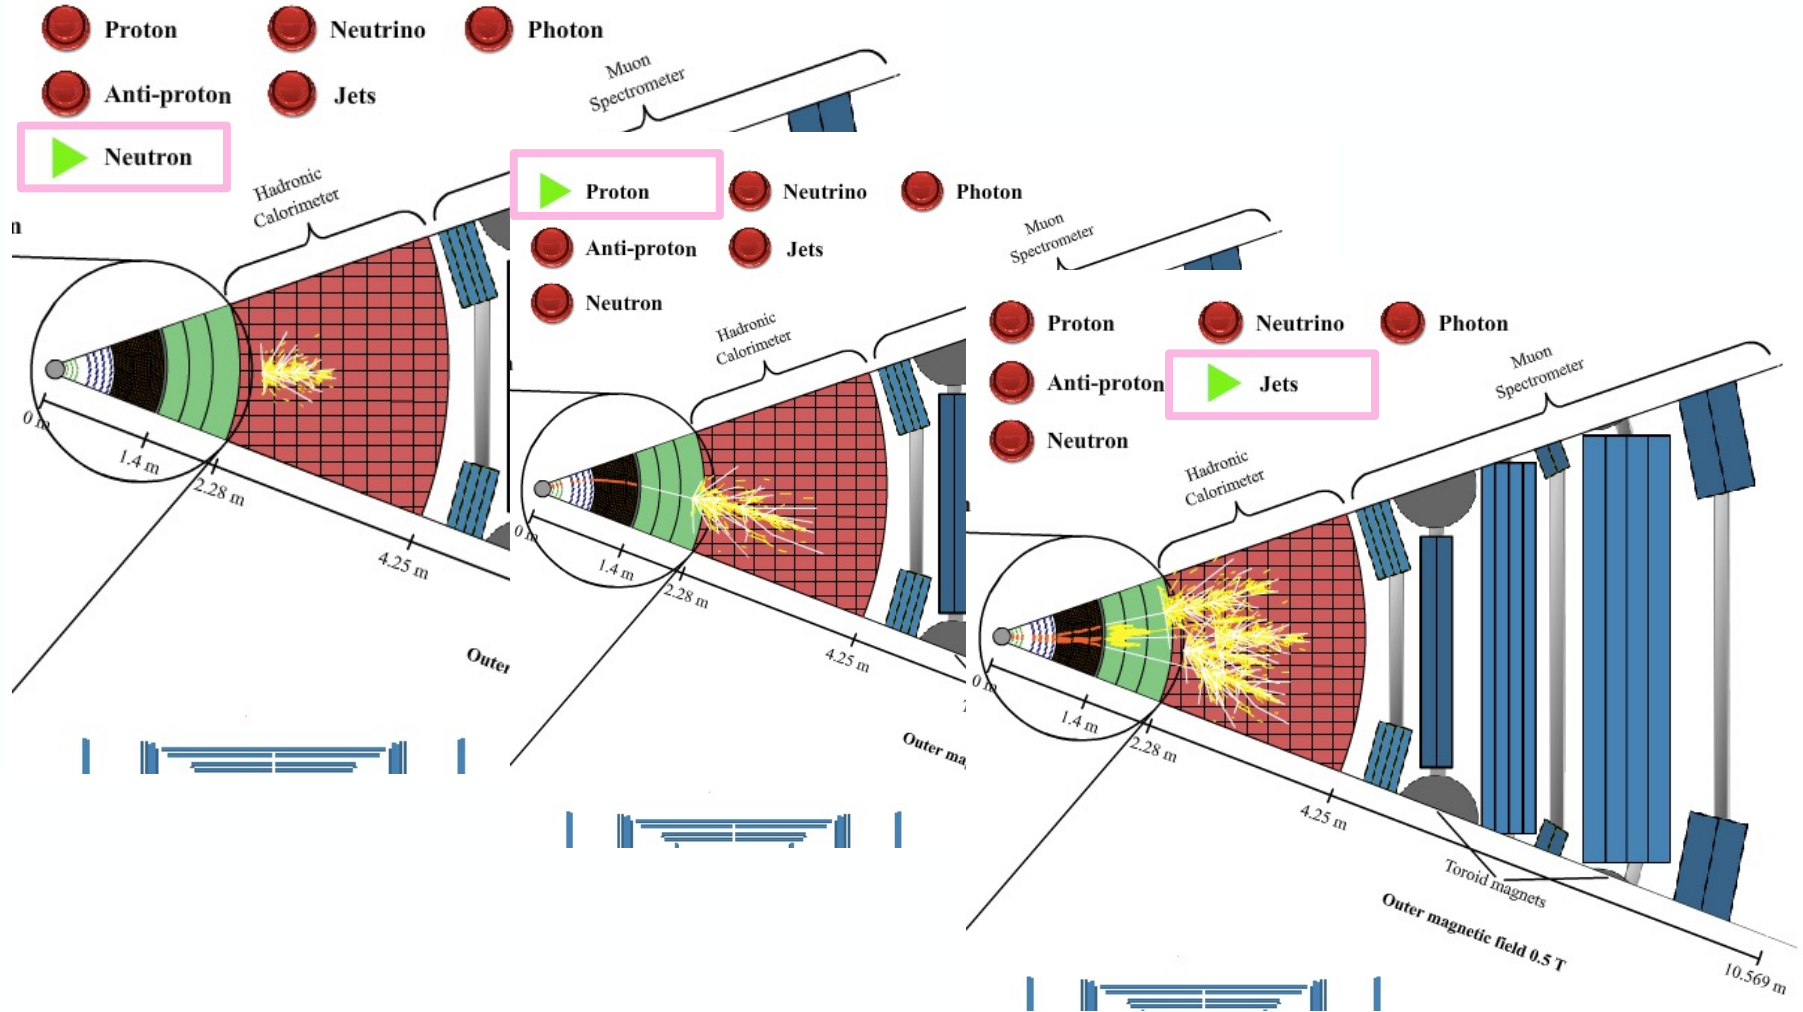 Proton
Neutrino
Photon
Anti-proton
Jets
Neutron
Muon
Spectrometer
Hadronic
Calorimeter
n
0 m
1.4 m
2.28 m
4.25 m
Outer
Proton
Neutrino
Photon
Anti-proton
Jets
Neutron
Muon
Spectrometer
Hadronic
Calorimeter
0 m
1.4 m
2.28 m
4.25 m
Outer ma
Proton
Neutrino
Photon
Anti-proton
Jets
Neutron
Muon
Spectrometer
Hadronic
Calorimeter
0 m
1.4 m
2.28 m
4.25 m
Toroid magnets
Outer magnetic field 0.5 T
10.569 m